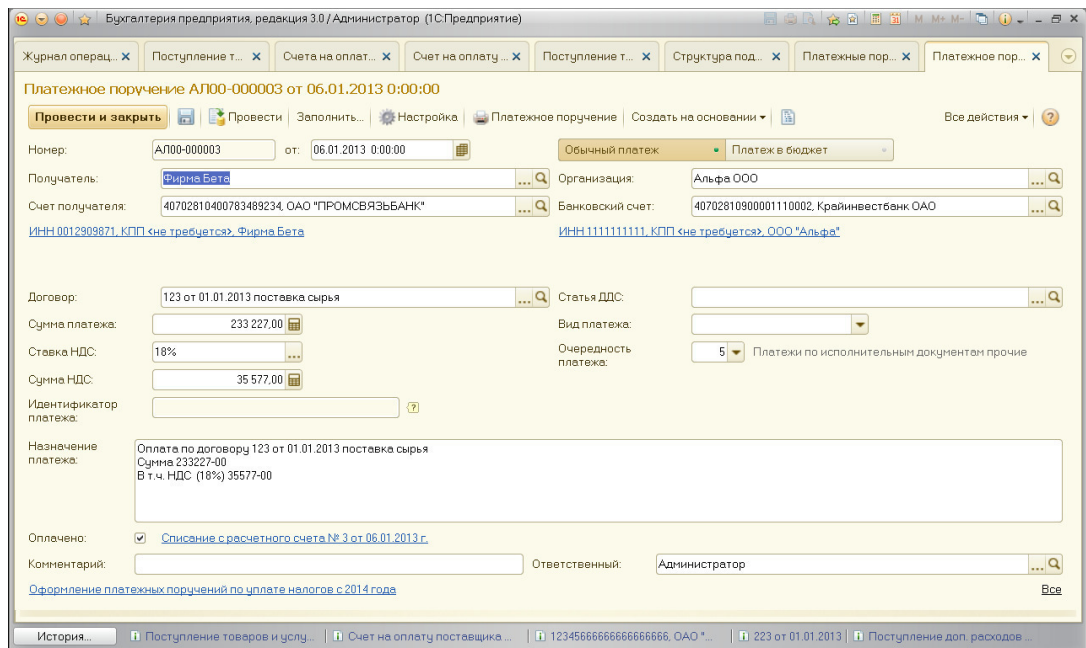 Бухгалтерия предприятия, редакция 3.0 / Администратор (1С:Предприятие) M M+ M-
Журнал операц... Поступление т... Счета на оплат... Счет на оплату ... Поступление т... Структура под... Платежные пор... Платежное пор...
Платежное поручение АЛ00-000003 от 06.01.2013 0:00:00
Провести и закрыть Провести Заполнить... Настройка Платежное поручение Создать на основании Все действия
Номер: АЛ00-000003 от: 06.01.2013 0:00:00 Обычный платеж Платеж в бюджет
Получатель: Фирма Бета ... Организация: Альфа ООО ...
Счет получателя: 40702810400783489234, ОАО "ПРОМСВЯЗЬБАНК" ... Банковский счет: 40702810900001110002, Крайинвестбанк ОАО ...
ИНН 0012909871, КПП <не требуется>, Фирма Бета ИНН 1111111111, КПП <не требуется>, ООО "Альфа"
Договор: 123 от 01.01.2013 поставка сырья ... Статья ДДС: ...
Сумма платежа: 233 227,00 Вид платежа:
Ставка НДС: 18% ... Очередность платежа: 5 Платежи по исполнительным документам прочие
Сумма НДС: 35 577,00
Идентификатор платежа: ?
Назначение платежа: Оплата по договору 123 от 01.01.2013 поставка сырья
Сумма 233227-00
В т.ч. НДС (18%) 35577-00
Оплачено: Списание с расчетного счета № 3 от 06.01.2013 г.
Комментарий: Ответственный: Администратор ...
Оформление платежных поручений по уплате налогов с 2014 года Все
История... Поступление товаров и услу... Счет на оплату поставщика ... 12345666666666666666, ОАО "... 223 от 01.01.2013 Поступление доп. расходов ...